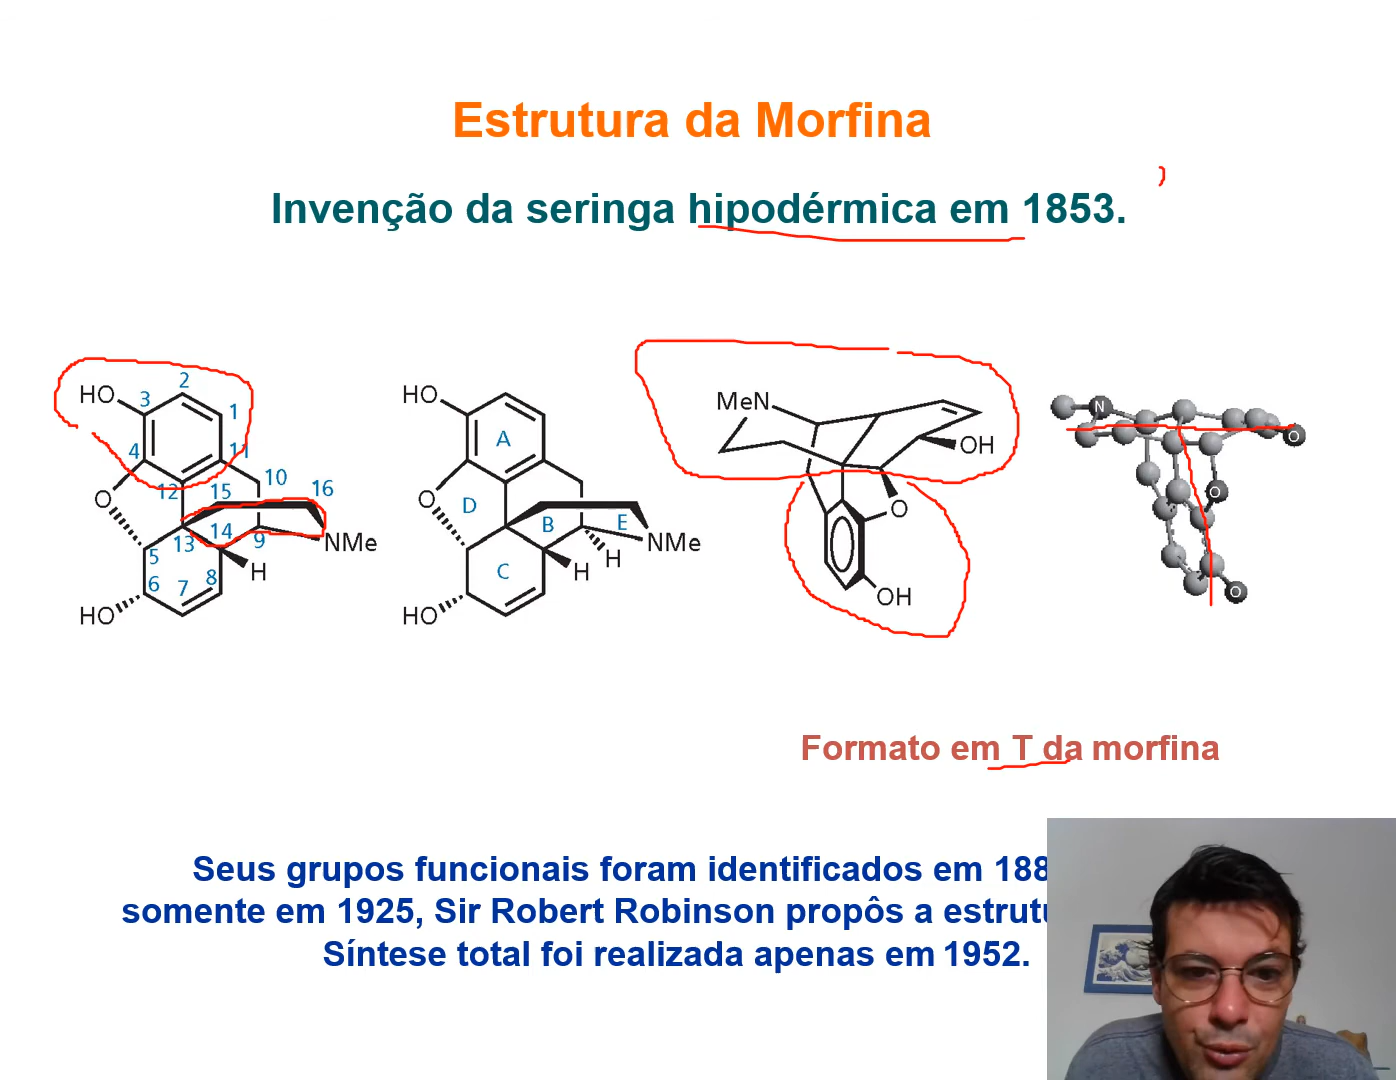 Estrutura da Morfina
Invenção da seringa hipodérmica em 1853.
HO 3 2 1
4 11
O 12 15 10 16
13 14 9 NMe
5 6 7 8 H
HO
HO
A
O D B E
NMe
H H
C
HO
MeN
OH
O
OH
N
O
O
O
Formato em T da morfina
Seus grupos funcionais foram identificados em 188
somente em 1925, Sir Robert Robinson propôs a
Síntese total foi realizada apenas em 1952.